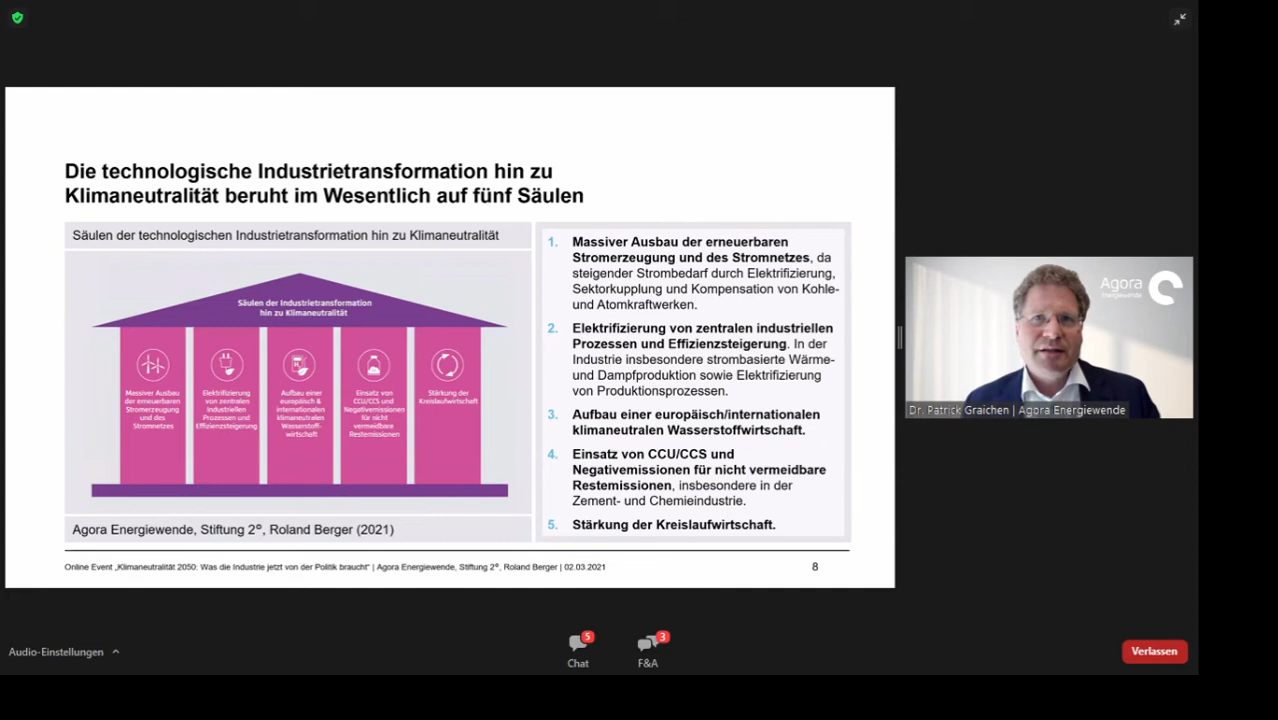 Die technologische Industrietransformation hin zu
Klimaneutralität beruht im Wesentlich auf fünf Säulen
Säulen der technologischen Industrietransformation hin zu Klimaneutralität
Säulen der Industrietransformation
hin zu Klimaneutralität
Massiver Ausbau
der erneuerbaren
Stromerzeugung
und des
Stromnetzes
Elektrifizierung
von zentralen
industriellen
Prozessen und
Effizienzsteigerung
H₂
Aufbau einer
europäisch &
internationalen
klimaneutralen
Wasserstoff-
wirtschaft
Einsatz von
CCU/CCS und
Negativemissionen
für nicht
vermeidbare
Restemissionen
Stärkung der
Kreislaufwirtschaft
Agora Energiewende, Stiftung 2°, Roland Berger (2021)
1. Massiver Ausbau der erneuerbaren
Stromerzeugung und des Stromnetzes, da
steigender Strombedarf durch Elektrifizierung,
Sektorkupplung und Kompensation von Kohle-
und Atomkraftwerken.
2. Elektrifizierung von zentralen industriellen
Prozessen und Effizienzsteigerung. In der
Industrie insbesondere strombasierte Wärme-
und Dampfproduktion sowie Elektrifizierung
von Produktionsprozessen.
3. Aufbau einer europäisch/internationalen
klimaneutralen Wasserstoffwirtschaft.
4. Einsatz von CCU/CCS und
Negativemissionen für nicht vermeidbare
Restemissionen, insbesondere in der
Zement- und Chemieindustrie.
5. Stärkung der Kreislaufwirtschaft.
Online Event „Klimaneutralität 2050: Was die Industrie jetzt von der Politik braucht“ | Agora Energiewende, Stiftung 2°, Roland Berger | 02.03.2021
8
Agora
Energiewende
Dr. Patrick Graichen | Agora Energiewende
Audio-Einstellungen
5
Chat
3
F&A
Verlassen